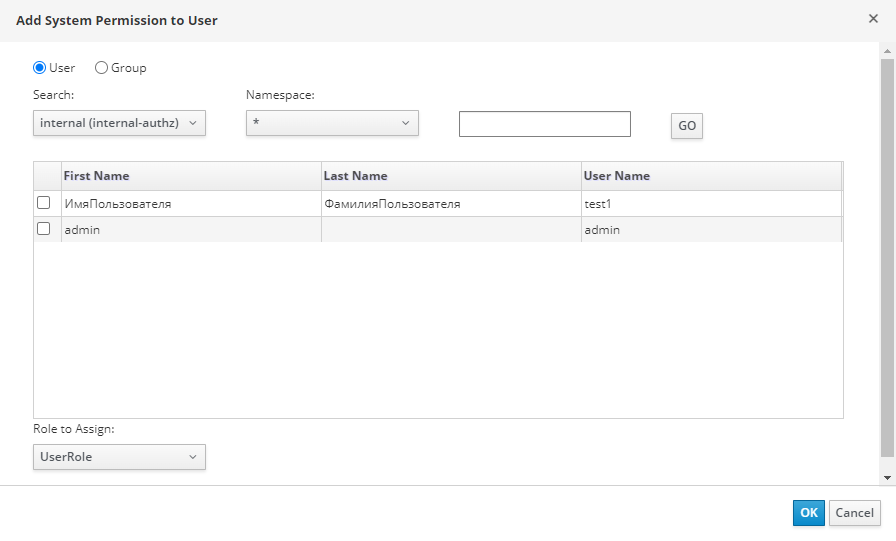 Add System Permission to User
User Group
Search: Namespace:
internal (internal-authz) * GO
First Name Last Name User Name
ИмяПользователя ФамилияПользователя test1
admin admin
Role to Assign:
UserRole
OK Cancel